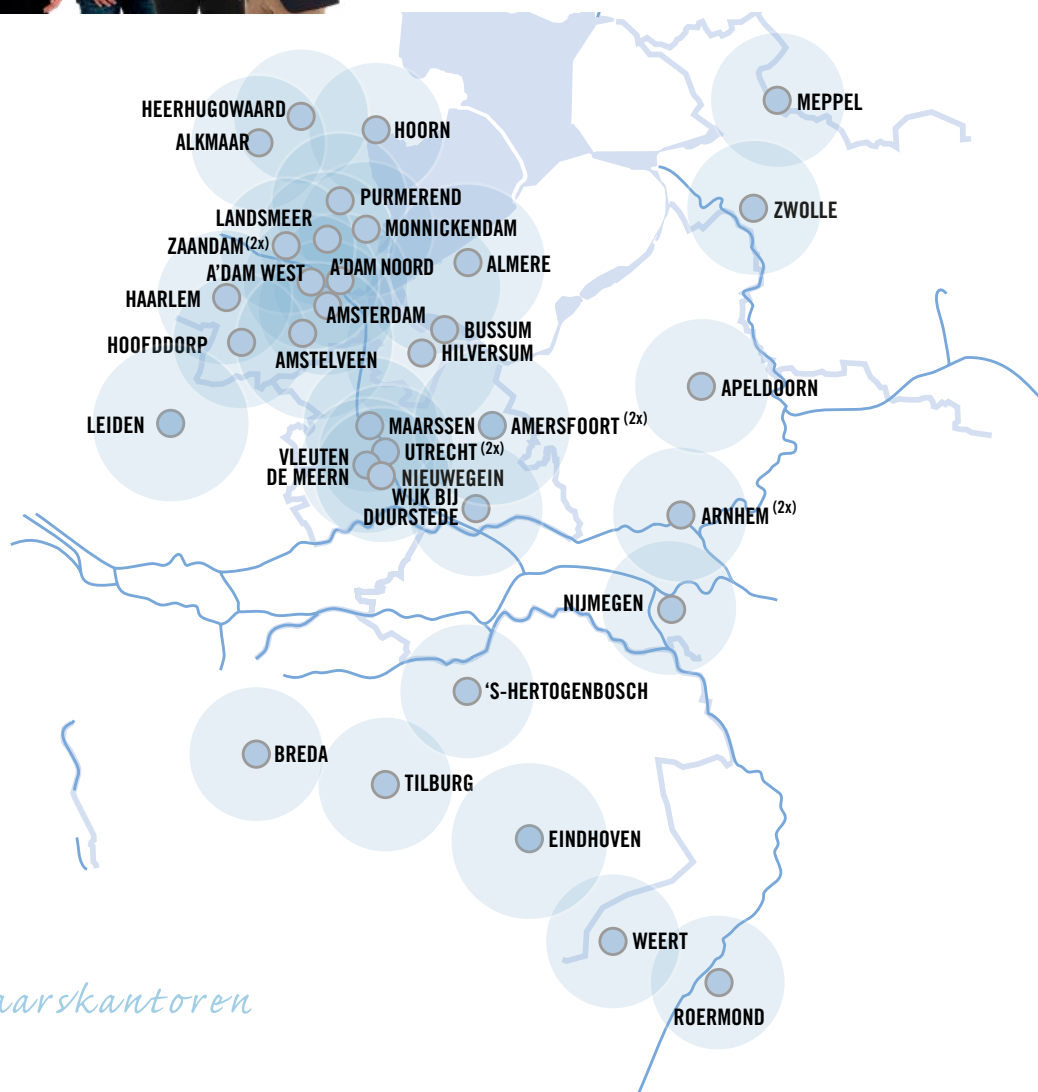 HEERHUGOWAARD
ALKMAAR
HOORN
MEPPEL
PURMEREND
LANDSMEER
MONNICKENDAM
ZWOLLE
ZAANDAM (2x)
A'DAM WEST
A'DAM NOORD
ALMERE
HAARLEM
AMSTERDAM
HOOFDDORP
BUSSUM
AMSTELVEEN
HILVERSUM
APELDOORN
LEIDEN
MAARSSEN
AMERSFOORT (2x)
VLEUTEN
DE MEERN
UTRECHT (2x)
NIEUWEGEIN
WIJK BIJ
DUURSTEDE
ARNHEM (2x)
NIJMEGEN
‘S-HERTOGENBOSCH
BREDA
TILBURG
EINDHOVEN
WEERT
ROERMOND
aarskantoren